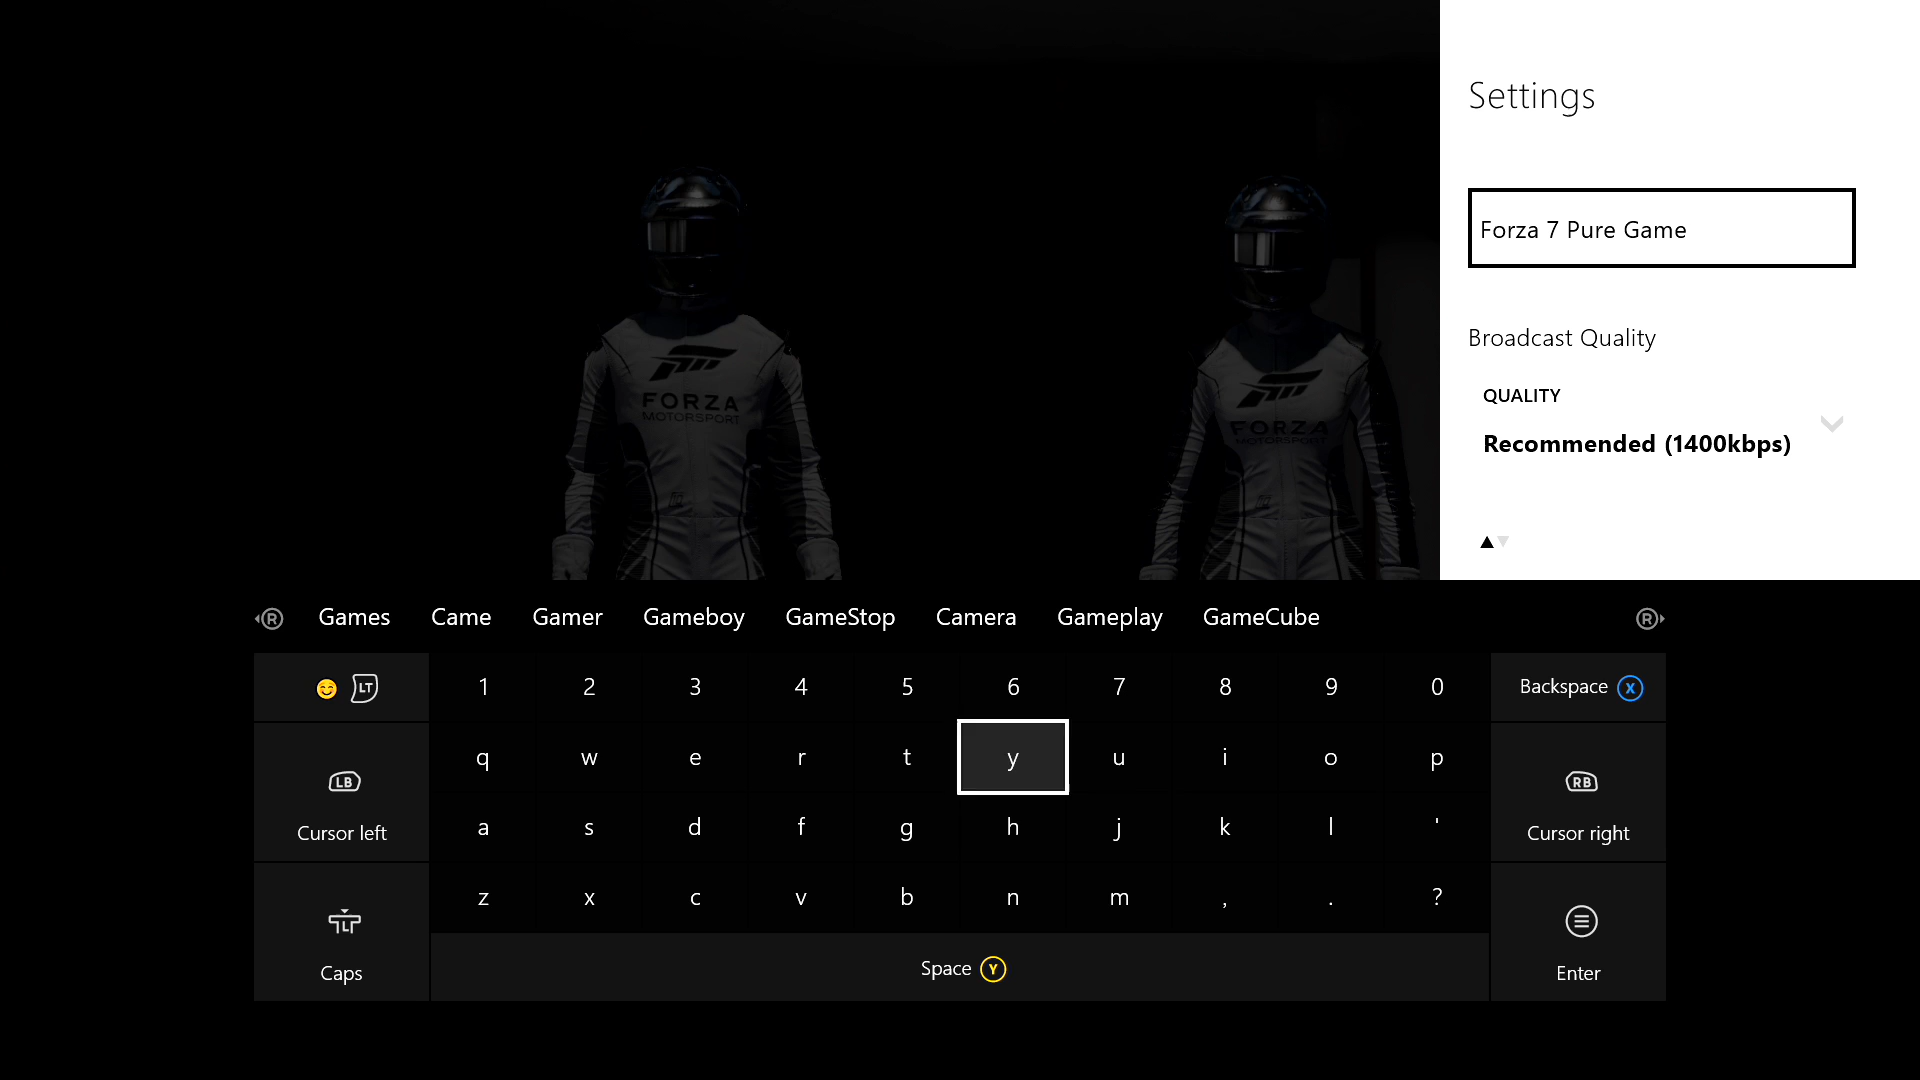 Settings
Forza 7 Pure Game
Broadcast Quality
QUALITY
Recommended (1400kbps)
FORZA
MOTORSPORT
FORZA
MOTORSPORT
R Games Came Gamer Gameboy GameStop Camera Gameplay GameCube R
LT 1 2 3 4 5 6 7 8 9 0 Backspace X
q w e r t y u i o p
LB RB
Cursor left a s d f g h j k l ' Cursor right
z x c v b n m , . ?
LT
Caps Space Y Enter